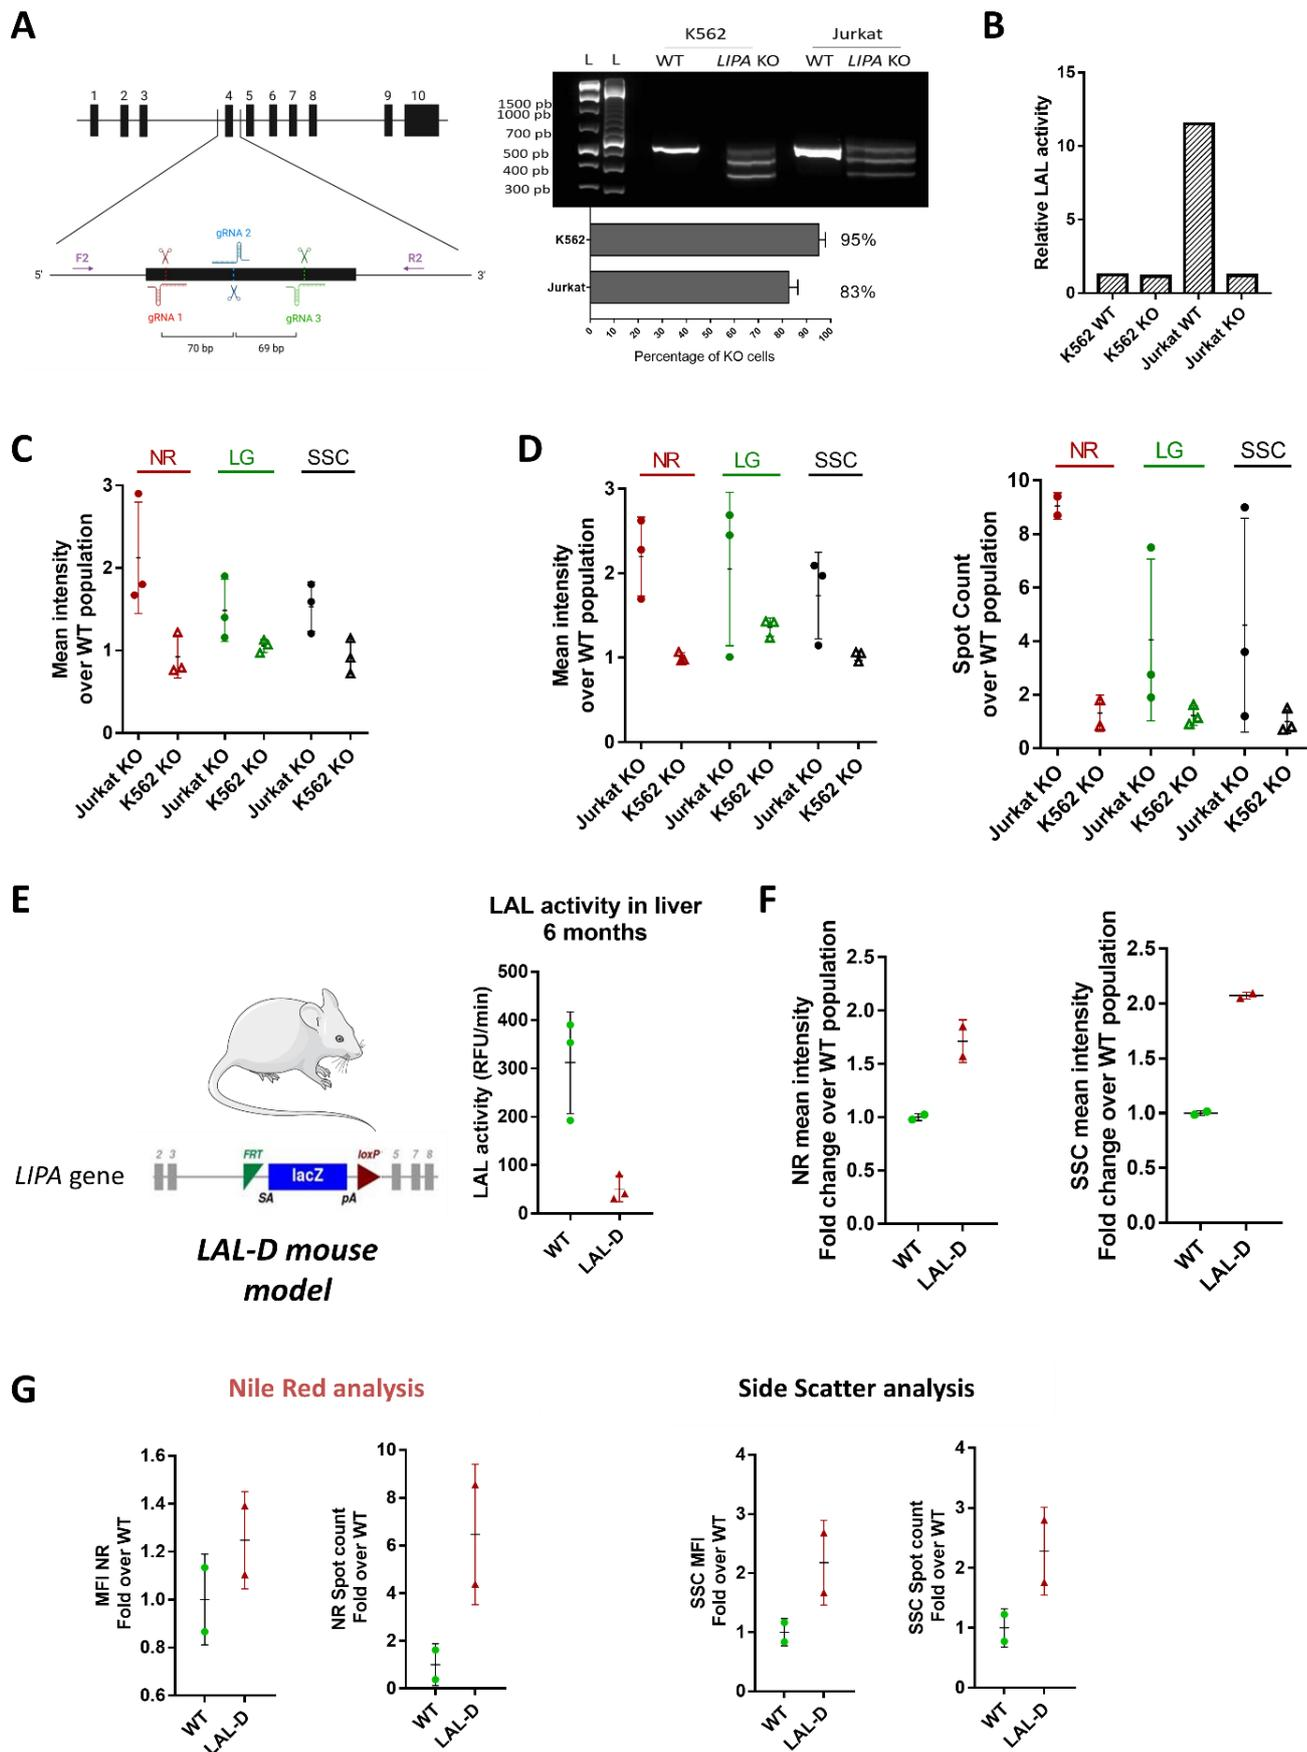 A
1 2 3 4 5 6 7 8 9 10
F2
gRNA 2
R2
5'
3'
gRNA 1
gRNA 3
70 bp
69 bp
K562
Jurkat
L L WT LIPA KO WT LIPA KO
1500 pb
1000 pb
700 pb
500 pb
400 pb
300 pb
K562
95%
Jurkat
83%
0 10 20 30 40 50 60 70 80 90 100
Percentage of KO cells
B
Relative LAL activity
15
10
5
0
K562 WT
K562 KO
Jurkat WT
Jurkat KO
C
NR LG SSC
Mean intensity
over WT population
3
2
1
0
Jurkat KO
K562 KO
Jurkat KO
K562 KO
Jurkat KO
K562 KO
D
NR LG SSC
Mean intensity
over WT population
3
2
1
0
Jurkat KO
K562 KO
Jurkat KO
K562 KO
Jurkat KO
K562 KO
NR LG SSC
Spot Count
over WT population
10
8
6
4
2
0
Jurkat KO
K562 KO
Jurkat KO
K562 KO
Jurkat KO
K562 KO
E
LIPA gene
2 3 FRT loxP 5 7 8
lacZ
SA pA
LAL-D mouse
model
LAL activity in liver
6 months
LAL activity (RFU/min)
500
400
300
200
100
0
WT
LAL-D
F
NR mean intensity
Fold change over WT population
2.5
2.0
1.5
1.0
0.5
0.0
WT
LAL-D
SSC mean intensity
Fold change over WT population
2.5
2.0
1.5
1.0
0.5
0.0
WT
LAL-D
G
Nile Red analysis
MFI NR
Fold over WT
1.6
1.4
1.2
1.0
0.8
0.6
WT
LAL-D
NR Spot count
Fold over WT
10
8
6
4
2
0
WT
LAL-D
Side Scatter analysis
SSC MFI
Fold over WT
4
3
2
1
0
WT
LAL-D
SSC Spot count
Fold over WT
4
3
2
1
0
WT
LAL-D